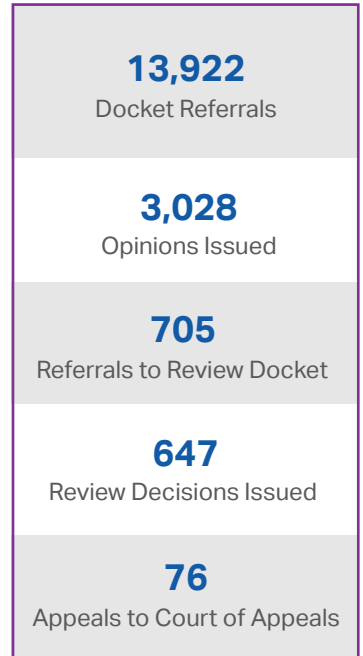 13,922
Docket Referrals
3,028
Opinions Issued
705
Referrals to Review Docket
647
Review Decisions Issued
76
Appeals to Court of Appeals